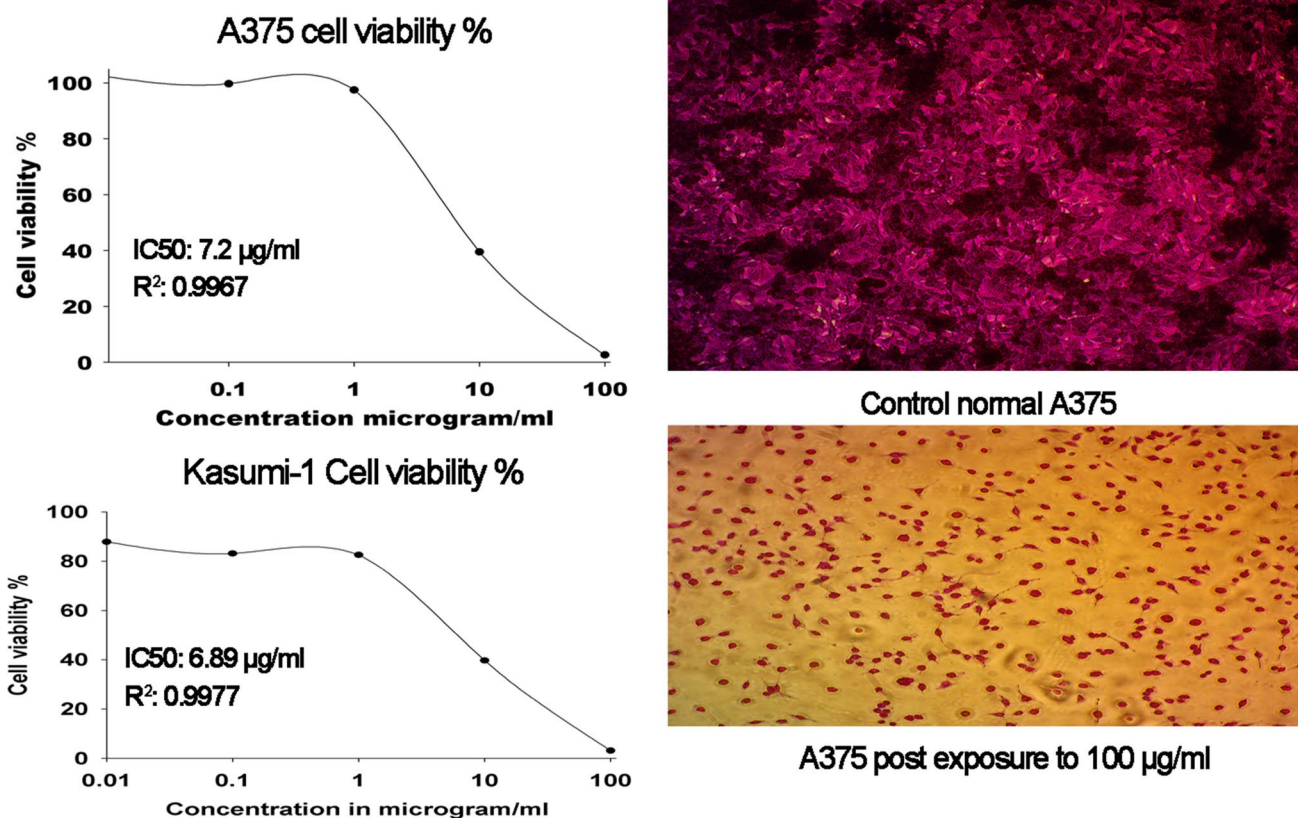 A375 cell viability %
100
80
60
40
20
0
Cell viability %
IC50: 7.2 µg/ml
R²: 0.9967
0.1 1 10 100
Concentration microgram/ml
Control normal A375
Kasumi-1 Cell viability %
100
80
60
40
20
0
Cell viability %
IC50: 6.89 µg/ml
R²: 0.9977
0.01 0.1 1 10 100
Concentration in microgram/ml
A375 post exposure to 100 µg/ml